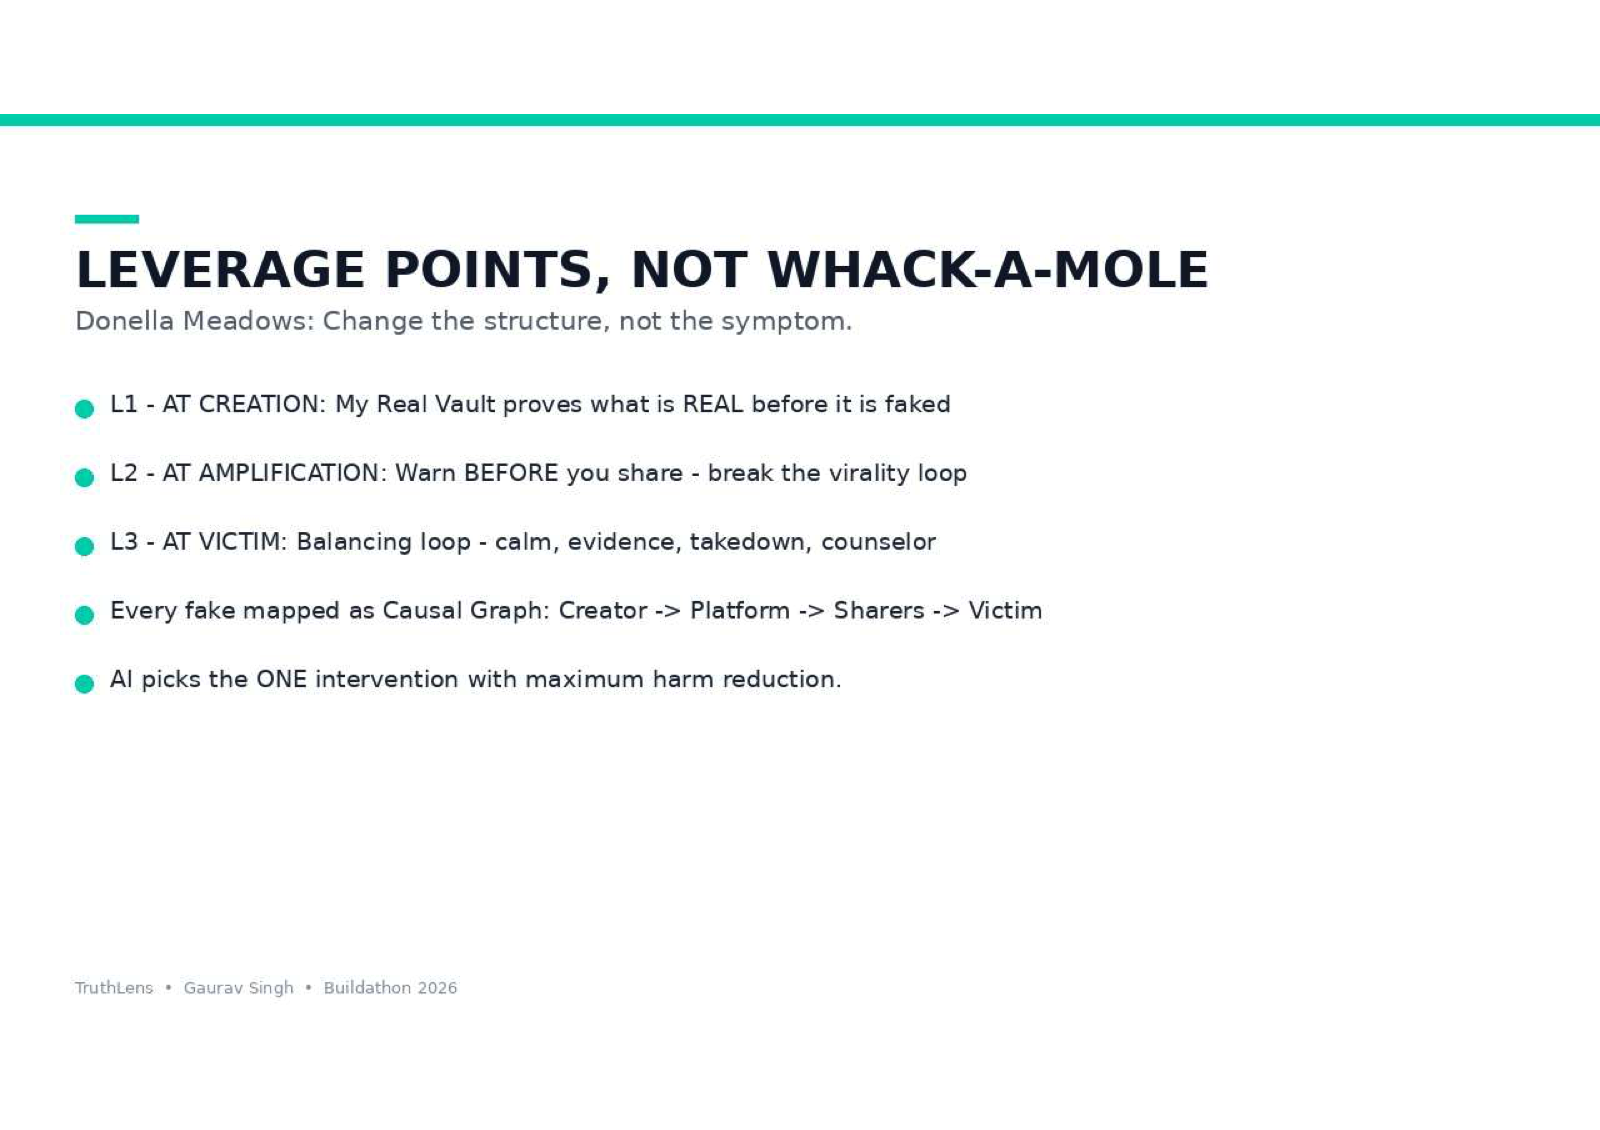 LEVERAGE POINTS, NOT WHACK-A-MOLE
Donella Meadows: Change the structure, not the symptom.
L1 - AT CREATION: My Real Vault proves what is REAL before it is faked
L2 - AT AMPLIFICATION: Warn BEFORE you share - break the virality loop
L3 - AT VICTIM: Balancing loop - calm, evidence, takedown, counselor
Every fake mapped as Causal Graph: Creator -> Platform -> Sharers -> Victim
AI picks the ONE intervention with maximum harm reduction.
TruthLens • Gaurav Singh • Buildathon 2026